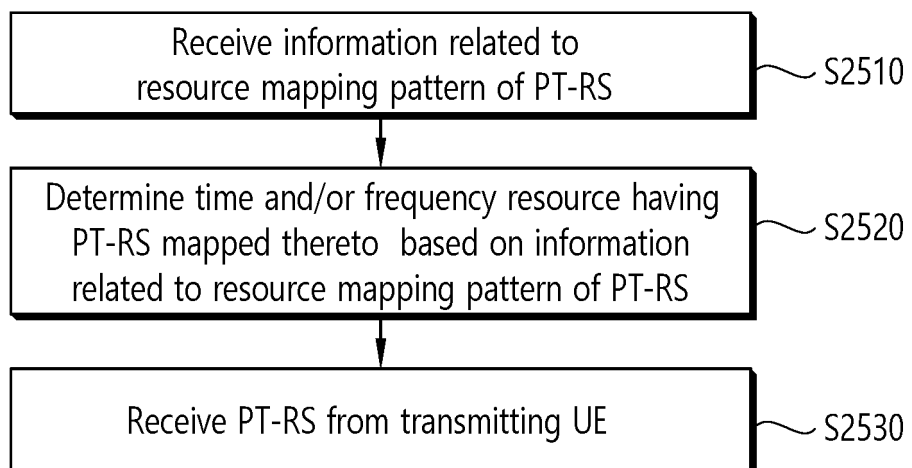 Receive information related to
resource mapping pattern of PT-RS
S2510
Determine time and/or frequency resource having
PT-RS mapped thereto based on information
related to resource mapping pattern of PT-RS
S2520
Receive PT-RS from transmitting UE
S2530